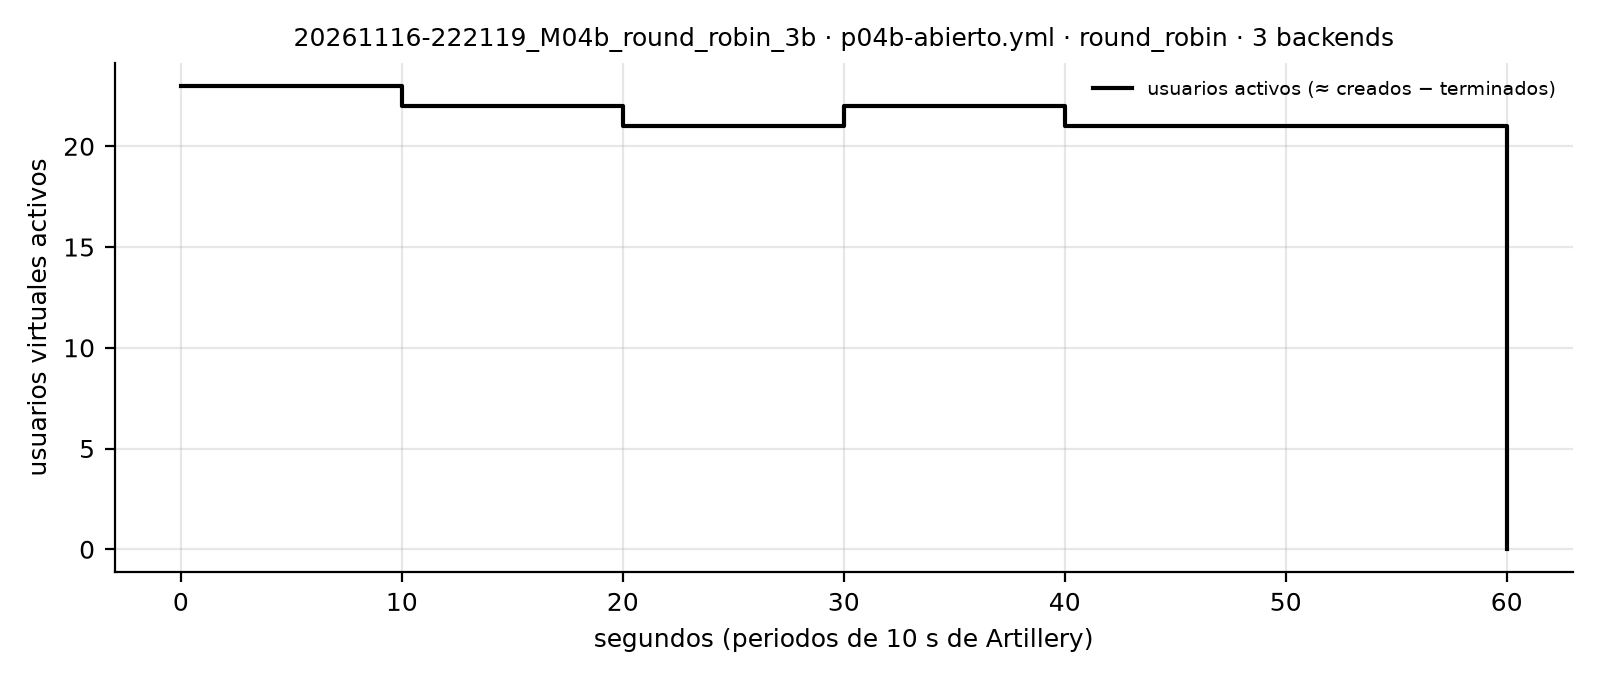 20261116-222119_M04b_round_robin_3b · p04b-abierto.yml · round_robin · 3 backends
usuarios activos (≈ creados − terminados)
usuarios virtuales activos
20
15
10
5
0
0 10 20 30 40 50 60
segundos (periodos de 10 s de Artillery)